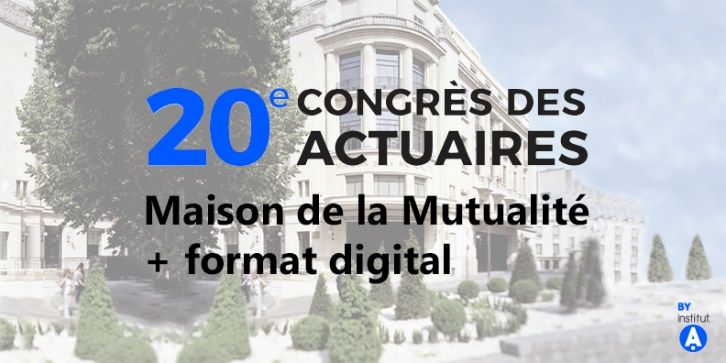 20e CONGRÈS DES
ACTUAIRES
Maison de la Mutualité
+ format digital
BY
Institut.
A